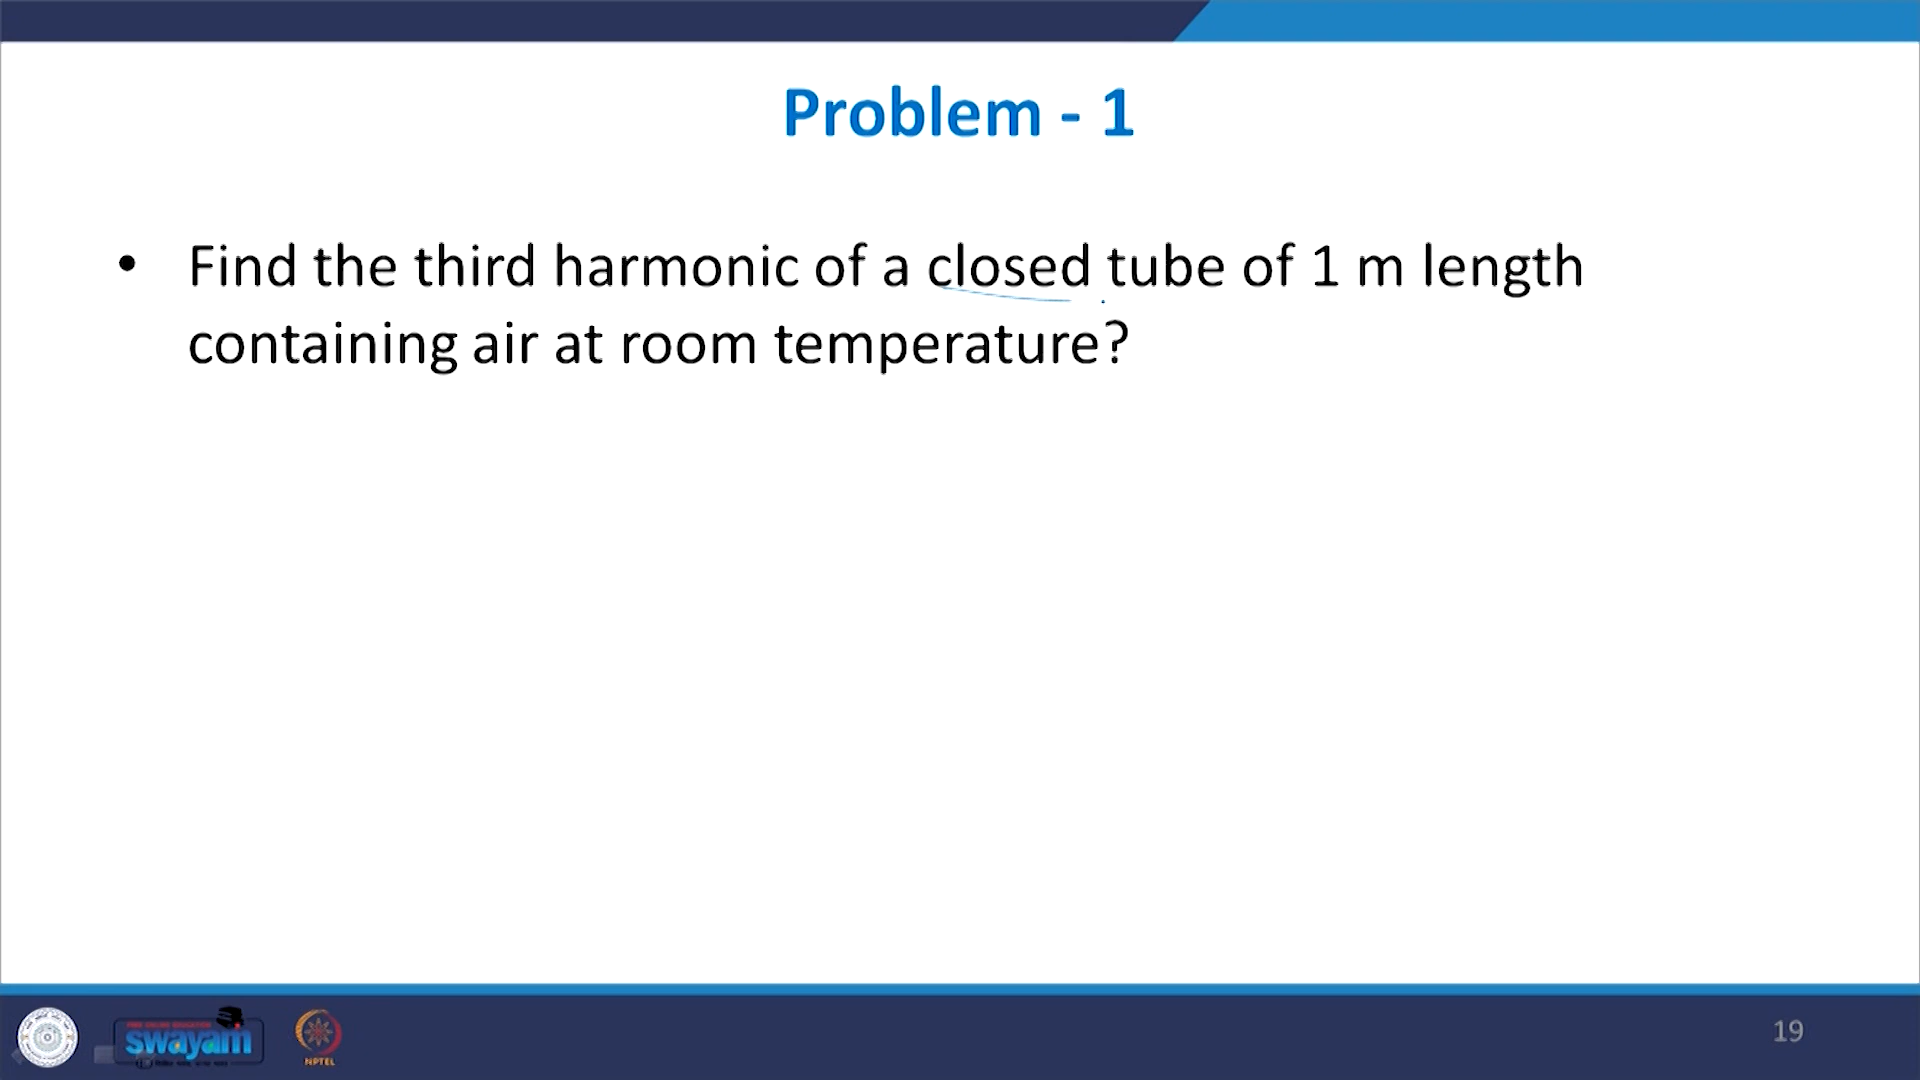 Problem - 1
• Find the third harmonic of a closed tube of 1 m length
containing air at room temperature?
swayam
NPTEL
19